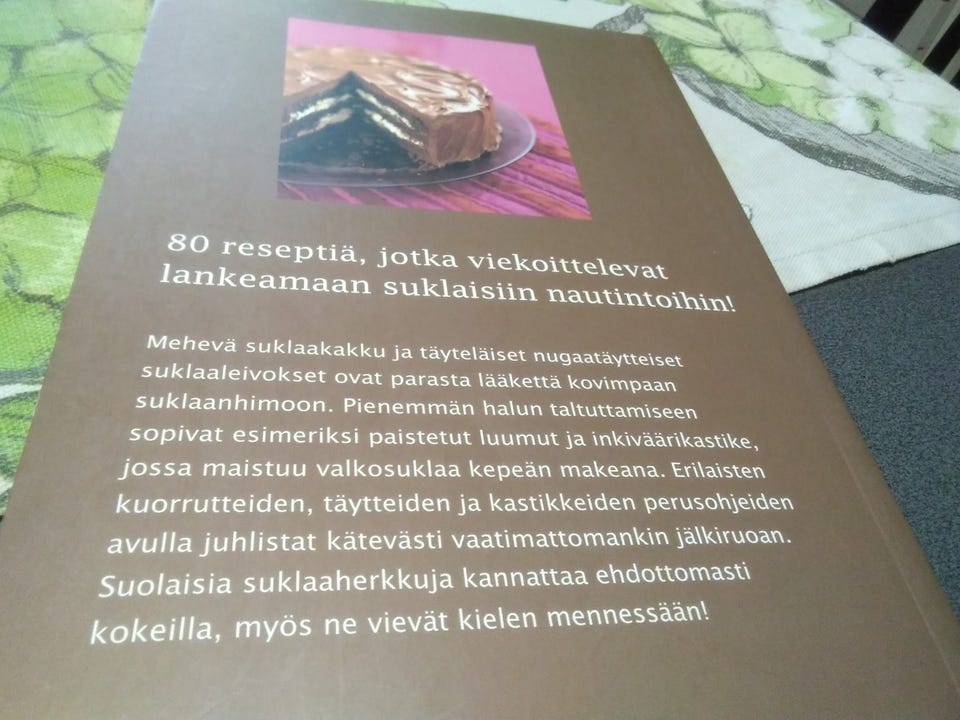 80 reseptiä, jotka viekoittelevat
lankeamaan suklaisiin nautintoihin!
Mehevä suklaakakku ja täyteläiset nugaatäytteiset
suklaaleivokset ovat parasta lääkettä kovimpaan
suklaanhimoon. Pienemmän halun taltuttamiseen
sopivat esimeriksi paistetut luumut ja inkiväärikastike,
jossa maistuu valkosuklaa kepeän makeana. Erilaisten
kuorrutteiden, täytteiden ja kastikkeiden perusohjeiden
avulla juhlistat kätevästi vaatimattomankin jälkiruoan.
Suolaisia suklaaherkkuja kannattaa ehdottomasti
kokeilla, myös ne vievät kielen mennessään!